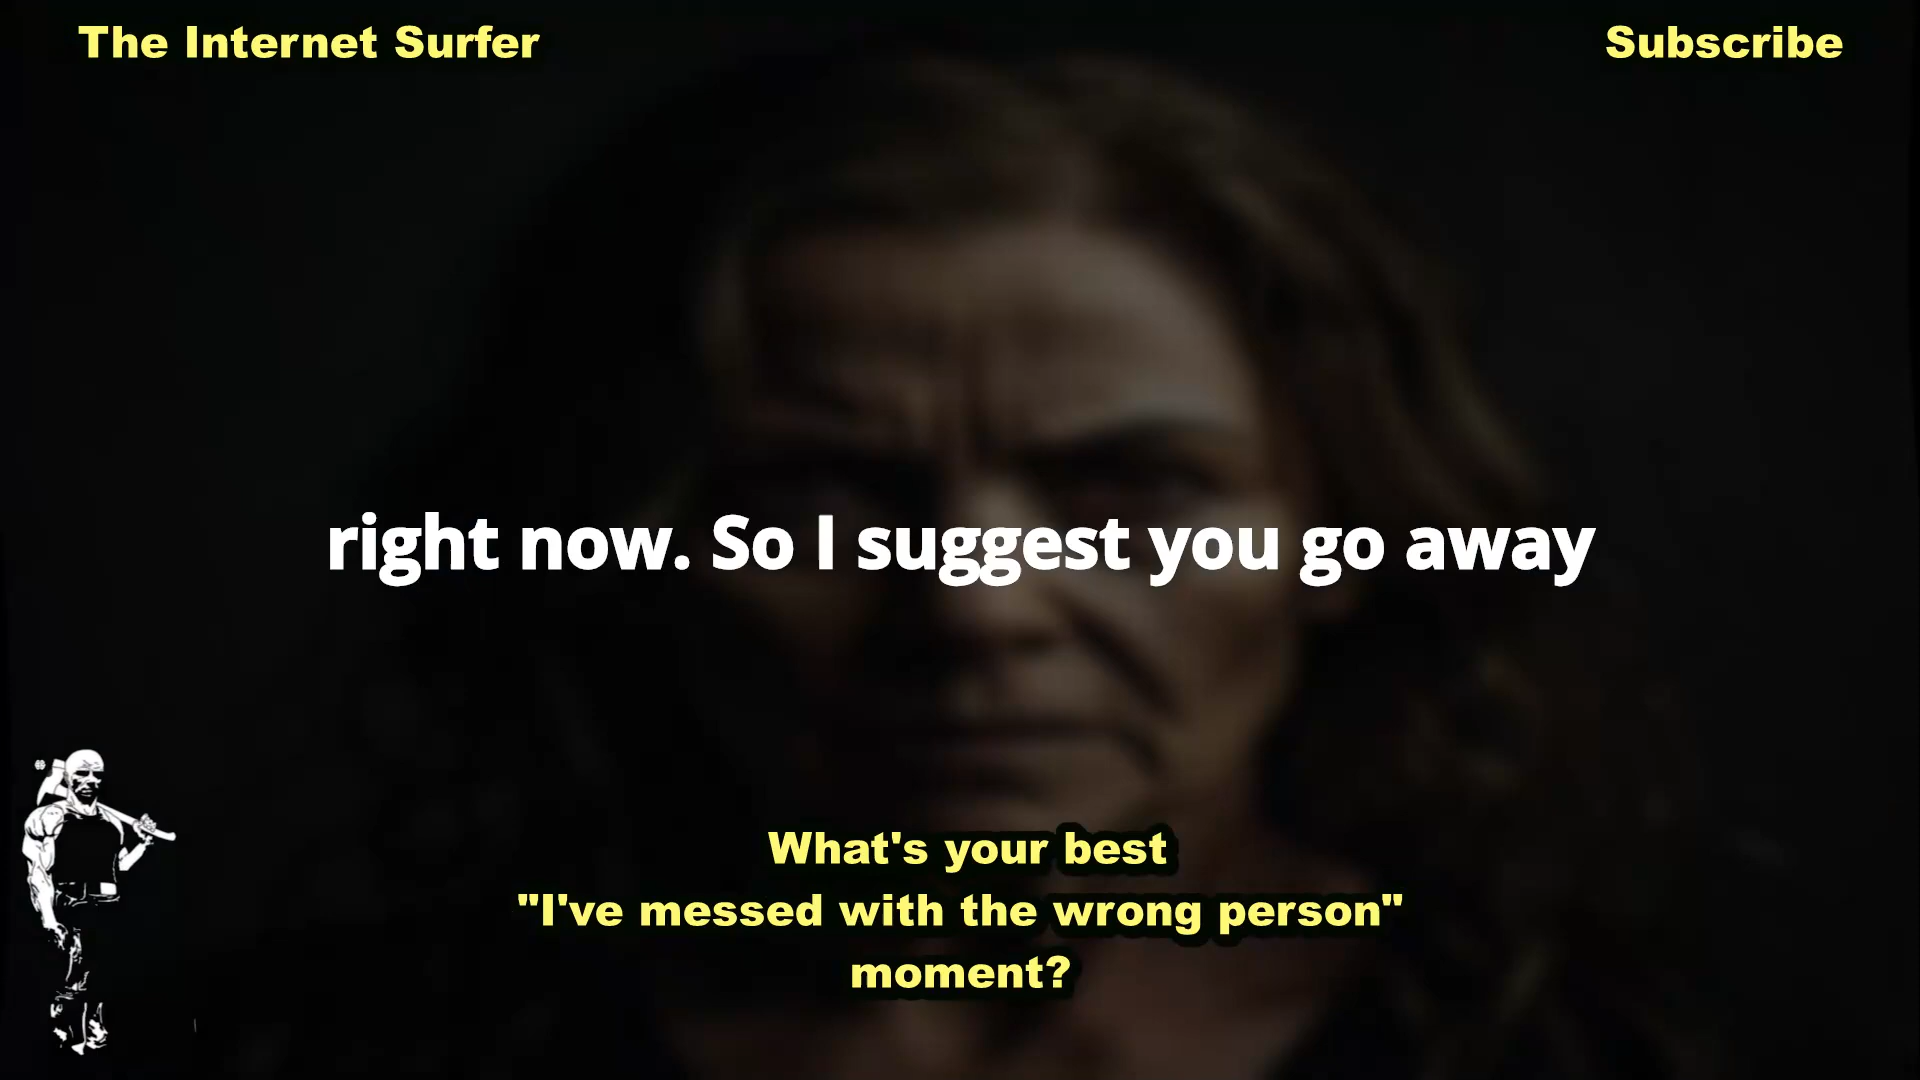 The Internet Surfer
Subscribe
right now. So I suggest you go away
What's your best
"I've messed with the wrong person"
moment?